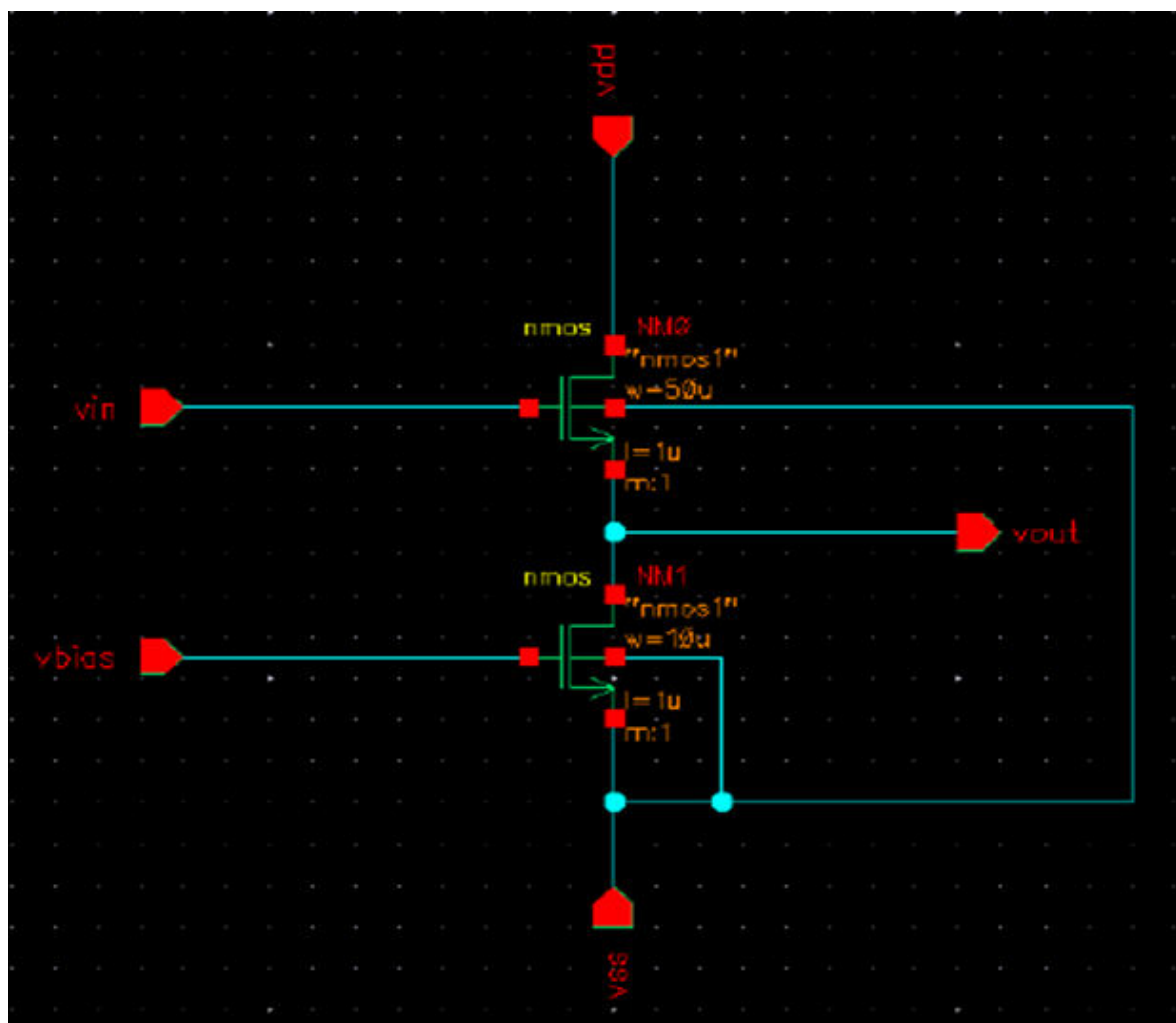 vdd
nmos NM0
"nmos1"
w=50u
vin
l=1u
m:1
vout
nmos NM1
"nmos1"
w=10u
vbias
l=1u
m:1
vss